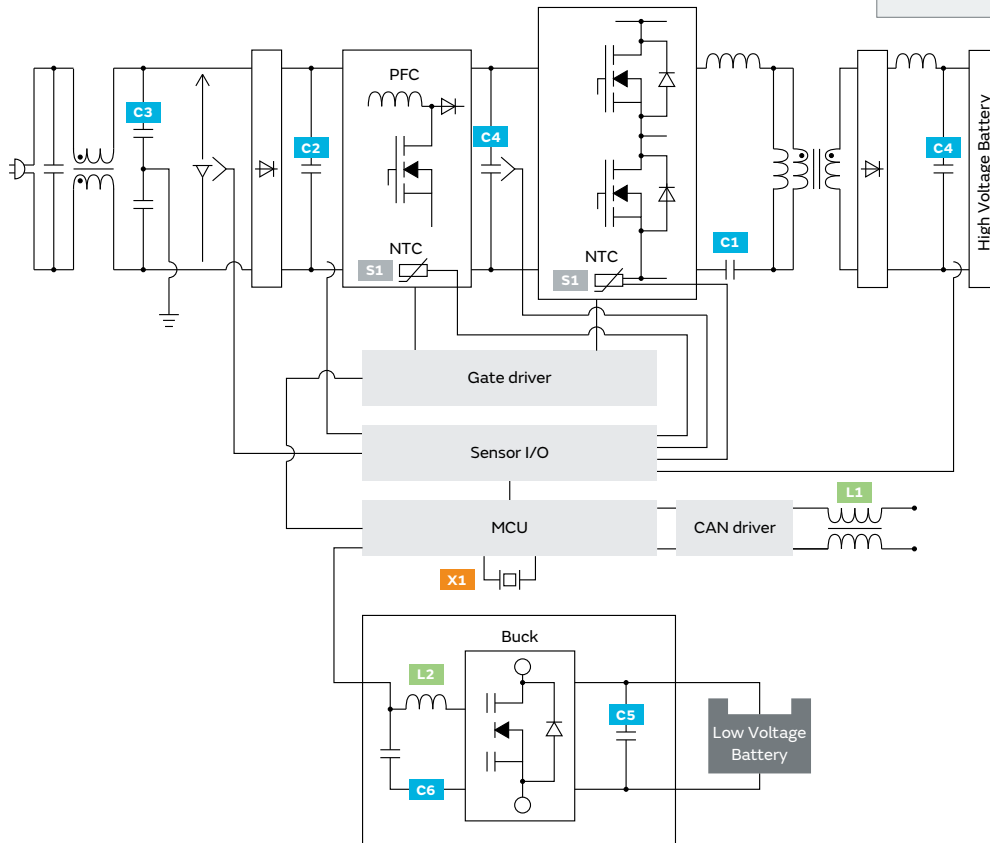 PFC
C3
C2
C4
C4
High Voltage Battery
NTC
S1
NTC
S1
C1
Gate driver
Sensor I/O
MCU
CAN driver
L1
X1
Buck
L2
C5
Low Voltage
Battery
C6